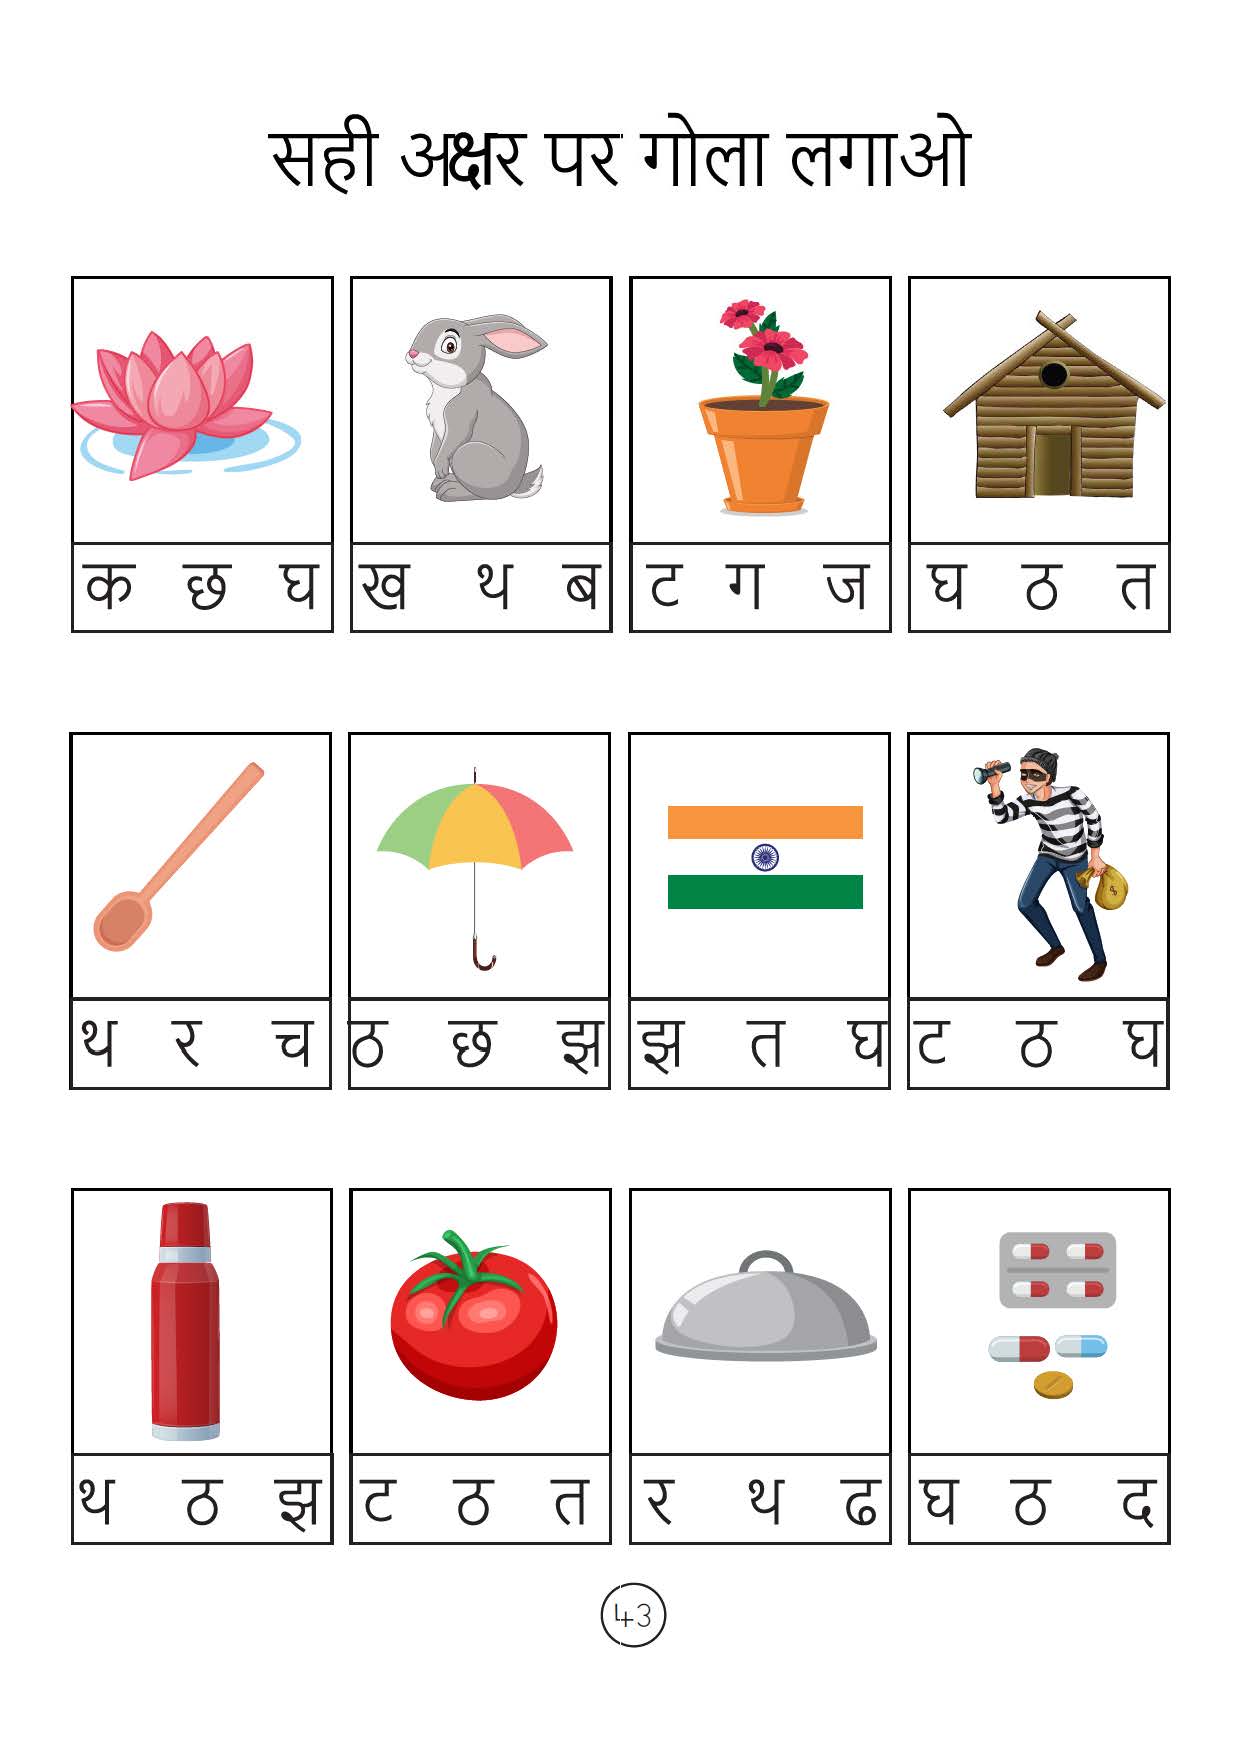 सही अक्षर पर गोला लगाओ
क छ घ
ख थ ब
ट ग ज
घ ठ त
थ र च
ठ छ झ
झ त घ
ट ठ घ
थ ठ झ
ट ठ त
र थ ढ
घ ठ द
43